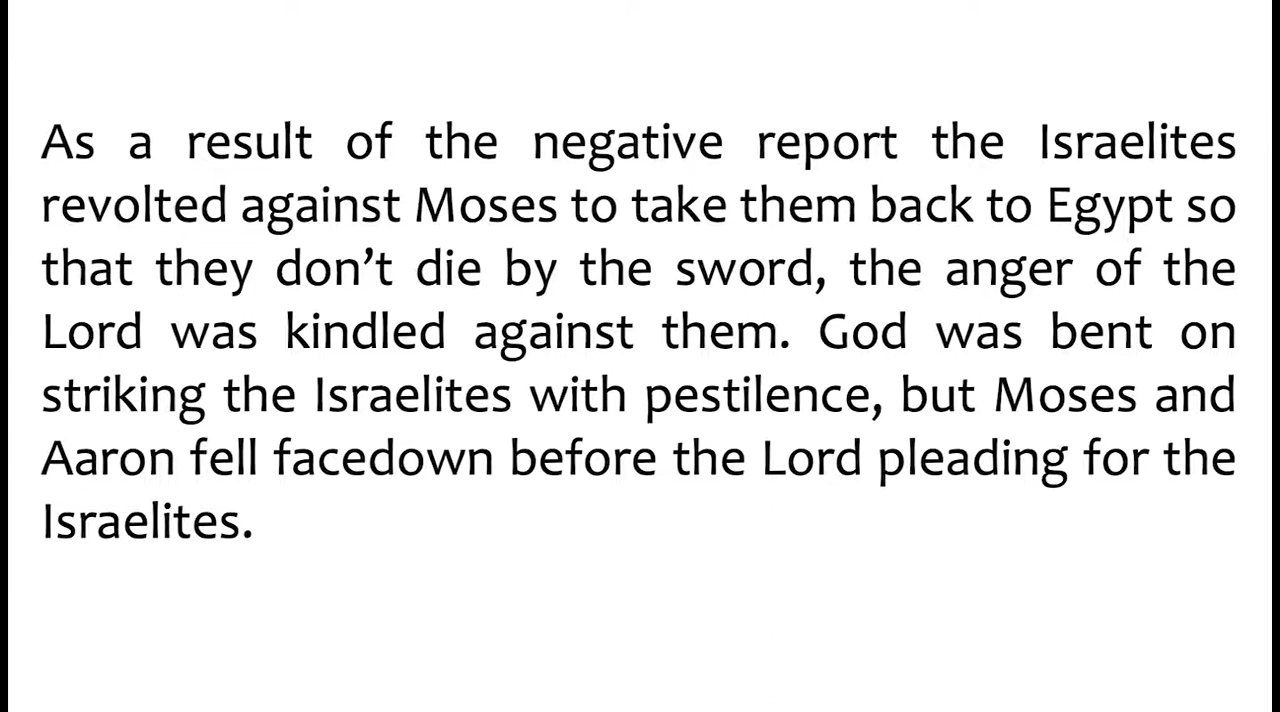 As a result of the negative report the Israelites
revolted against Moses to take them back to Egypt so
that they don’t die by the sword, the anger of the
Lord was kindled against them. God was bent on
striking the Israelites with pestilence, but Moses and
Aaron fell facedown before the Lord pleading for the
Israelites.